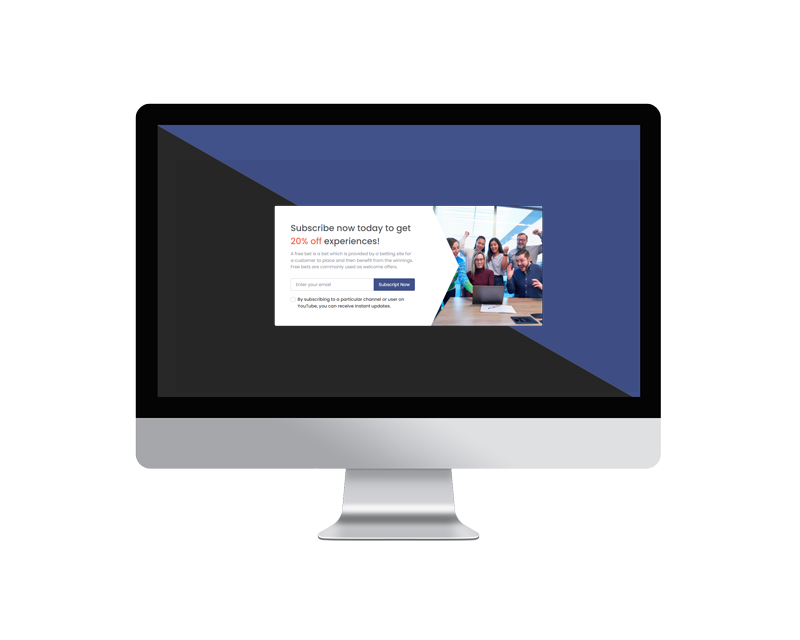 Subscribe now today to get
20% off experiences!
A free bet is a bet which is provided by a betting site for
a customer to place and then benefit from the winnings.
Free bets are commonly used as welcome offers.
Enter your email
Subscript Now
By subscribing to a particular channel or user on
YouTube, you can receive instant updates.